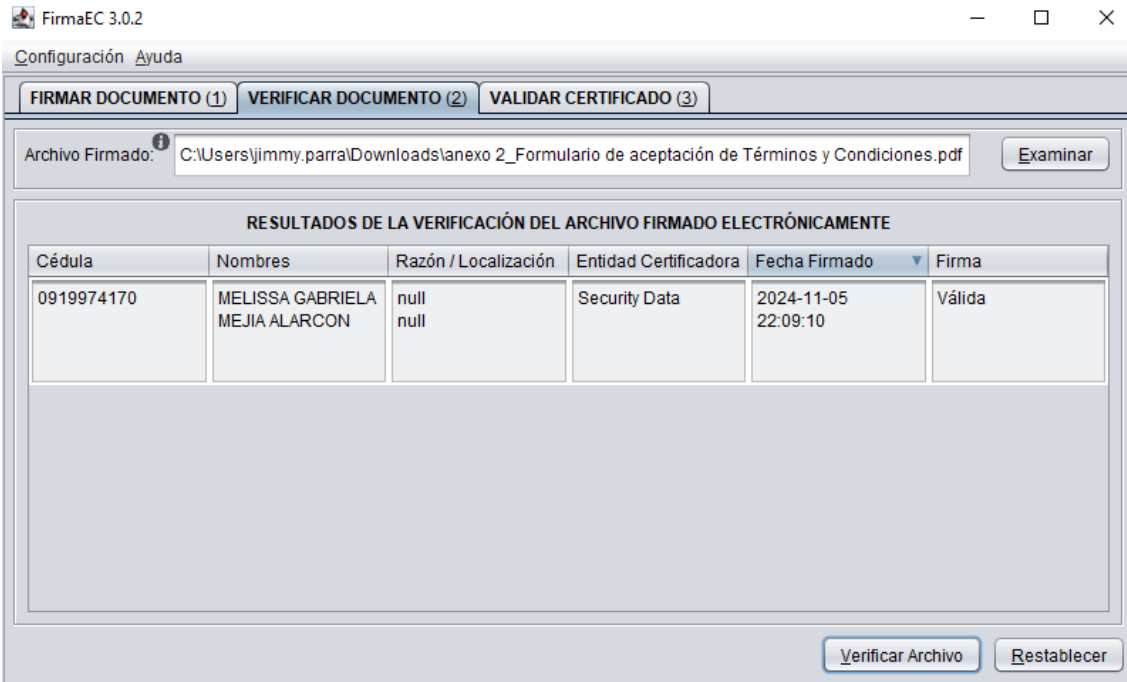 FirmaEC 3.0.2
Configuración Ayuda
FIRMAR DOCUMENTO (1) VERIFICAR DOCUMENTO (2) VALIDAR CERTIFICADO (3)
Archivo Firmado: C:\Users\jimmy.parra\Downloads\anexo 2_Formulario de aceptación de Términos y Condiciones.pdf Examinar
RESULTADOS DE LA VERIFICACIÓN DEL ARCHIVO FIRMADO ELECTRÓNICAMENTE
Cédula Nombres Razón / Localización Entidad Certificadora Fecha Firmado Firma
0919974170 MELISSA GABRIELA null Security Data 2024-11-05 Válida
MEJIA ALARCON null 22:09:10
Verificar Archivo Restablecer